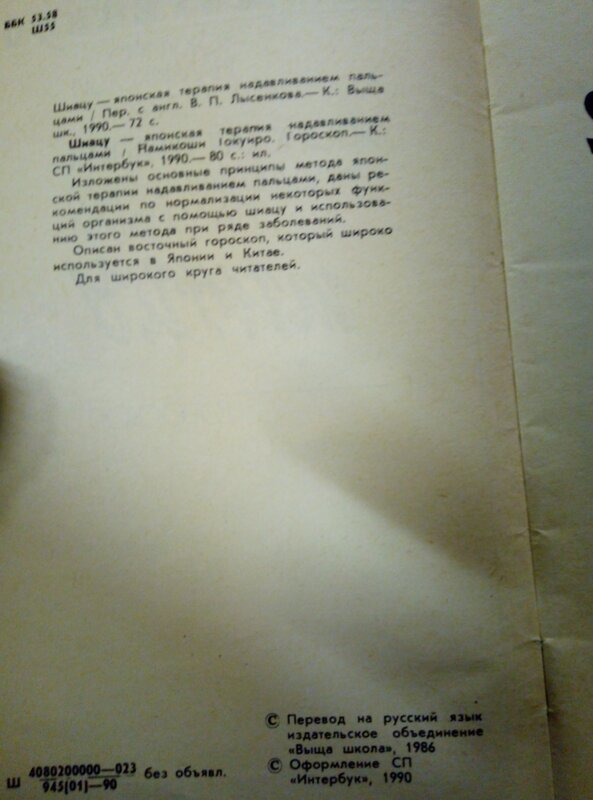 ББК 53.58
Ш55
Шиацу — японская терапия надавливанием паль-
цами / Пер. с англ. В. П. Лысенкова.— К.: Выща
шк., 1990.— 72 с.
Шиацу — японская терапия надавливанием
пальцами / Намикоши Токуиро. Гороскоп.— К.:
СП «Интербук», 1990.— 80 с.: ил.
Изложены основные принципы метода япон-
ской терапии надавливанием пальцами, даны ре-
комендации по нормализации некоторых функ-
ций организма с помощью шиацу и использова-
нию этого метода при ряде заболеваний.
Описан восточный гороскоп, который широко
используется в Японии и Китае.
Для широкого круга читателей.
Ш 4080200000—023 без объявл.
945(01)—90
© Перевод на русский язык
издательское объединение
«Выща школа», 1986
© Оформление СП
«Интербук», 1990